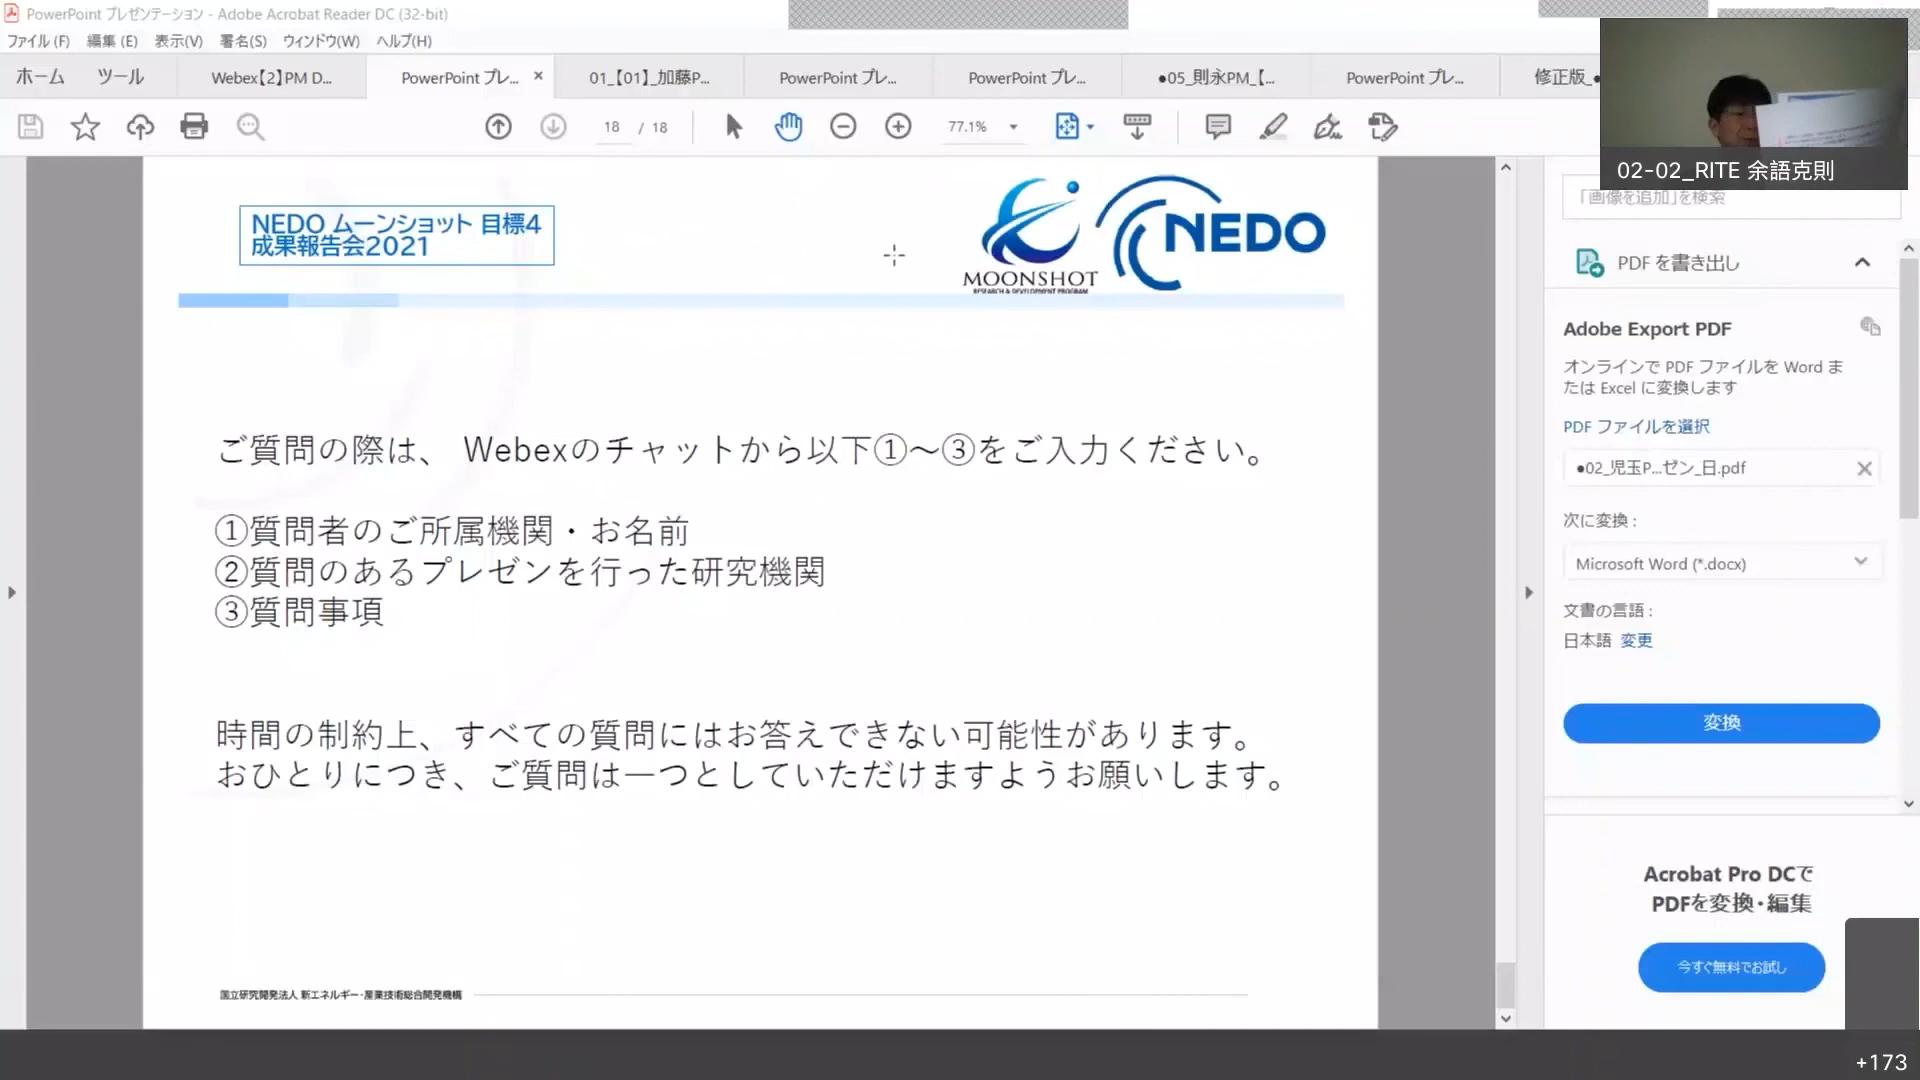 PowerPoint プレゼンテーション - Adobe Acrobat Reader DC (32-bit)
ファイル(F) 編集(E) 表示(V) 署名(S) ウィンドウ(W) ヘルプ(H)
ホーム ツール Webex【2】PM D... PowerPoint プレ... × 01_【01】_加藤P... PowerPoint プレ... PowerPoint プレ... ●05_則永PM_【... PowerPoint プレ... 修正版_●
18 / 18 77.1%
02-02_RITE 余語克則
「画像を追加」を検索
NEDO ムーンショット 目標4
成果報告会2021
MOONSHOT
RESEARCH & DEVELOPMENT PROGRAM
NEDO
ご質問の際は、 Webexのチャットから以下①～③をご入力ください。
①質問者のご所属機関・お名前
②質問のあるプレゼンを行った研究機関
③質問事項
時間の制約上、すべての質問にはお答えできない可能性があります。
おひとりにつき、ご質問は一つとしていただけますようお願いします。
国立研究開発法人 新エネルギー・産業技術総合開発機構
PDF を書き出し
Adobe Export PDF
オンラインで PDF ファイルを Word ま
たは Excel に変換します
PDF ファイルを選択
●02_児玉P...ゼン_日.pdf
次に変換 :
Microsoft Word (*.docx)
文書の言語 :
日本語 変更
変換
Acrobat Pro DCで
PDFを変換・編集
今すぐ無料でお試し
+173